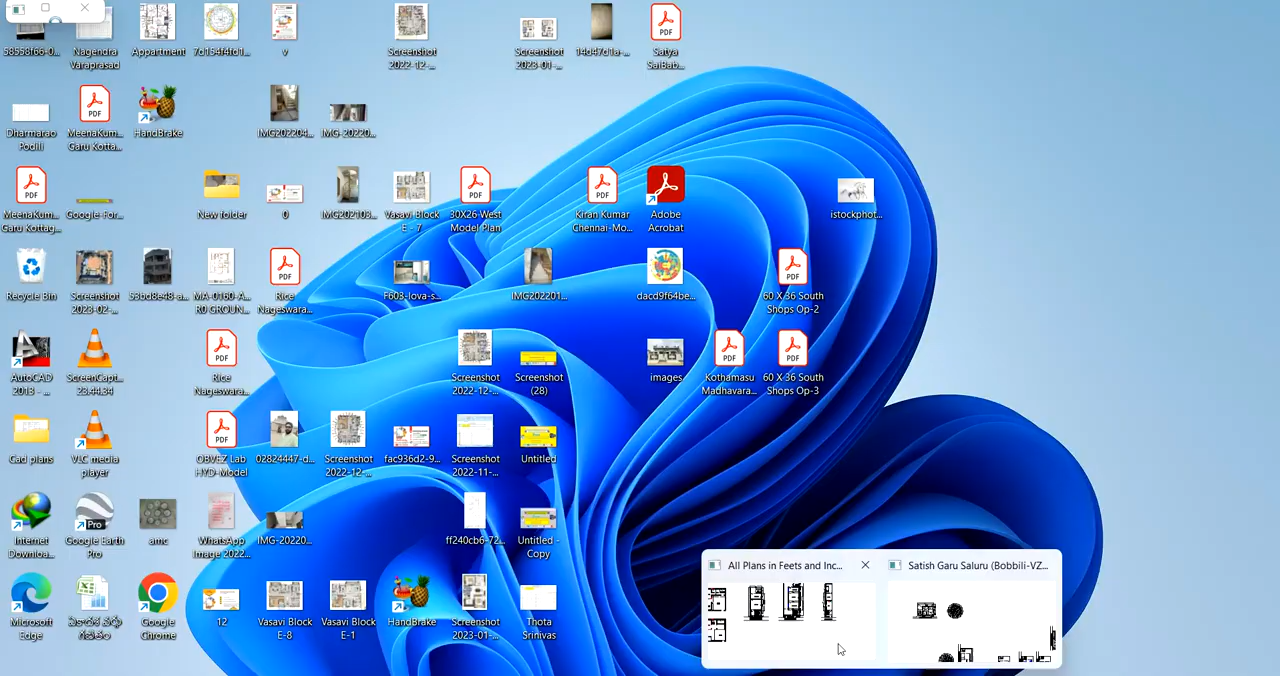 58558f66-0...
Nagendra
Varaprasad
Appartment
7d154f4fd1...
v
Screenshot
2022-12-...
Screenshot
2023-01-...
14d47d1a-...
PDF
Satya
SaiBab...
Dharmarao
Podili
PDF
MeenaKum...
Garu Kotta...
HandBrake
IMG202204...
IMG-20220...
PDF
MeenaKum...
Garu Kottag...
Google-For...
New folder
0
IMG202103...
Vasavi Block
E - 7
PDF
30X26-West
Model Plan
PDF
Kiran Kumar
Chennai-Mo...
Adobe
Acrobat
istockphot...
Recycle Bin
Screenshot
2023-02-...
53bd8e48-a...
MA-0160-A...
R0 GROUN...
PDF
Rice
Nageswara...
F603-Iova-s...
IMG202201...
dacd9f64be...
PDF
60 X 36 South
Shops Op-2
AutoCAD
2013 - ...
ScreenCapt...
23.44.34
PDF
Rice
Nageswara...
Screenshot
2022-12-...
Screenshot
(28)
images
PDF
Kothamasu
Madhavara...
PDF
60 X 36 South
Shops Op-3
Cad plans
VLC media
player
PDF
OBVEZ Lab
HYD-Model
02824447-d...
Screenshot
2022-12-...
fac936d2-9...
Screenshot
2022-11-...
Untitled
Internet
Downloa...
Pro
Google Earth
Pro
amc
WhatsApp
Image 2022...
IMG-20220...
ff240cb6-72...
Untitled -
Copy
All Plans in Feets and Inc...
Satish Garu Saluru (Bobbili-VZ...
Microsoft
Edge
Google
Chrome
12
Vasavi Block
E-8
Vasavi Block
E-1
HandBrake
Screenshot
2023-01-...
Thota
Srinivas